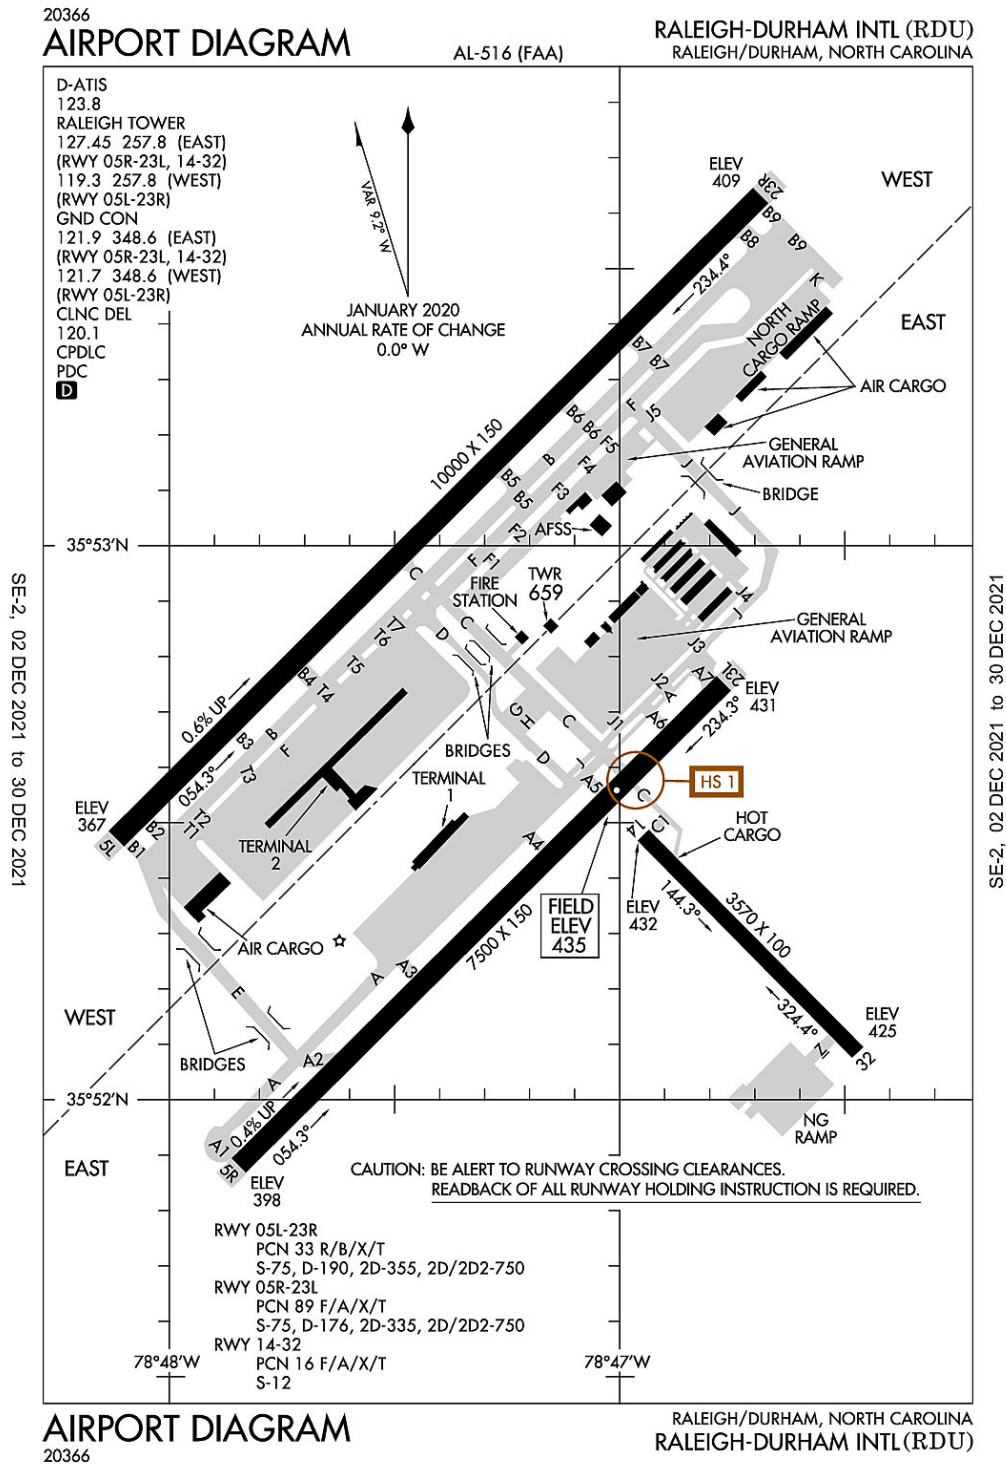 20366
AIRPORT DIAGRAM
AL-516 (FAA)
RALEIGH-DURHAM INTL (RDU)
RALEIGH/DURHAM, NORTH CAROLINA
D-ATIS
123.8
RALEIGH TOWER
127.45 257.8 (EAST)
(RWY 05R-23L, 14-32)
119.3 257.8 (WEST)
(RWY 05L-23R)
GND CON
121.9 348.6 (EAST)
(RWY 05R-23L, 14-32)
121.7 348.6 (WEST)
(RWY 05L-23R)
CLNC DEL
120.1
CPDLC
PDC
D
VAR 9.2° W
JANUARY 2020
ANNUAL RATE OF CHANGE
0.0° W
ELEV
409
23R
WEST
B9
B9
B8
234.4°
K
NORTH
CARGO RAMP
EAST
AIR CARGO
B7
B7
F
J5
B6
B6
F5
GENERAL
AVIATION RAMP
10000 X 150
B
F4
J
BRIDGE
B5
B5
F3
J
F2
AFSS
35°53'N
C
F
F1
FIRE
STATION
TWR
659
J4
J
GENERAL
AVIATION RAMP
T7
T6
D
C
J3
T5
B4
T4
A7
23L
ELEV
431
J2
A
234.3°
0.6% UP
G
H
C
J1
A6
B3
B
F
BRIDGES
D
J
054.3°
T3
A5
HS 1
C
TERMINAL
1
ELEV
367
5L
B2
B1
T2
T1
TERMINAL
2
A4
14
C1
HOT
CARGO
FIELD
ELEV
435
ELEV
432
144.3°
3570 X 100
7500 X 150
AIR CARGO
A
A3
E
324.4°
ELEV
425
WEST
BRIDGES
A2
N1
32
A
35°52'N
0.4% UP
NG
RAMP
A1
054.3°
EAST
5R
ELEV
398
CAUTION: BE ALERT TO RUNWAY CROSSING CLEARANCES.
READBACK OF ALL RUNWAY HOLDING INSTRUCTION IS REQUIRED.
RWY 05L-23R
PCN 33 R/B/X/T
S-75, D-190, 2D-355, 2D/2D2-750
RWY 05R-23L
PCN 89 F/A/X/T
S-75, D-176, 2D-335, 2D/2D2-750
RWY 14-32
PCN 16 F/A/X/T
S-12
78°48'W
78°47'W
SE-2, 02 DEC 2021 to 30 DEC 2021
SE-2, 02 DEC 2021 to 30 DEC 2021
AIRPORT DIAGRAM
20366
RALEIGH/DURHAM, NORTH CAROLINA
RALEIGH-DURHAM INTL (RDU)